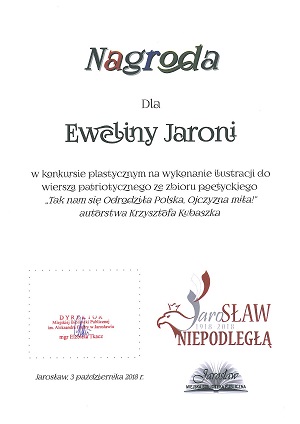 Nagroda
Dla
Eweliny Jaroni
w konkursie plastycznym na wykonanie ilustracji do
wiersza patriotycznego ze zbioru poetyckiego
„Tak nam się Odrodziła Polska, Ojczyzna miła!"
autorstwa Krzysztofa Kubaszka
DYREKTOR
Miejskiej Biblioteki Publicznej
im. Aleksandra Fredry w Jarosławiu
mgr Elżbieta Tkacz
JaroSŁAW
1918-2018
NIEPODLEGŁĄ
Jarosław
MIEJSKA BIBLIOTEKA PUBLICZNA
Jarosław, 3 października 2018 r.